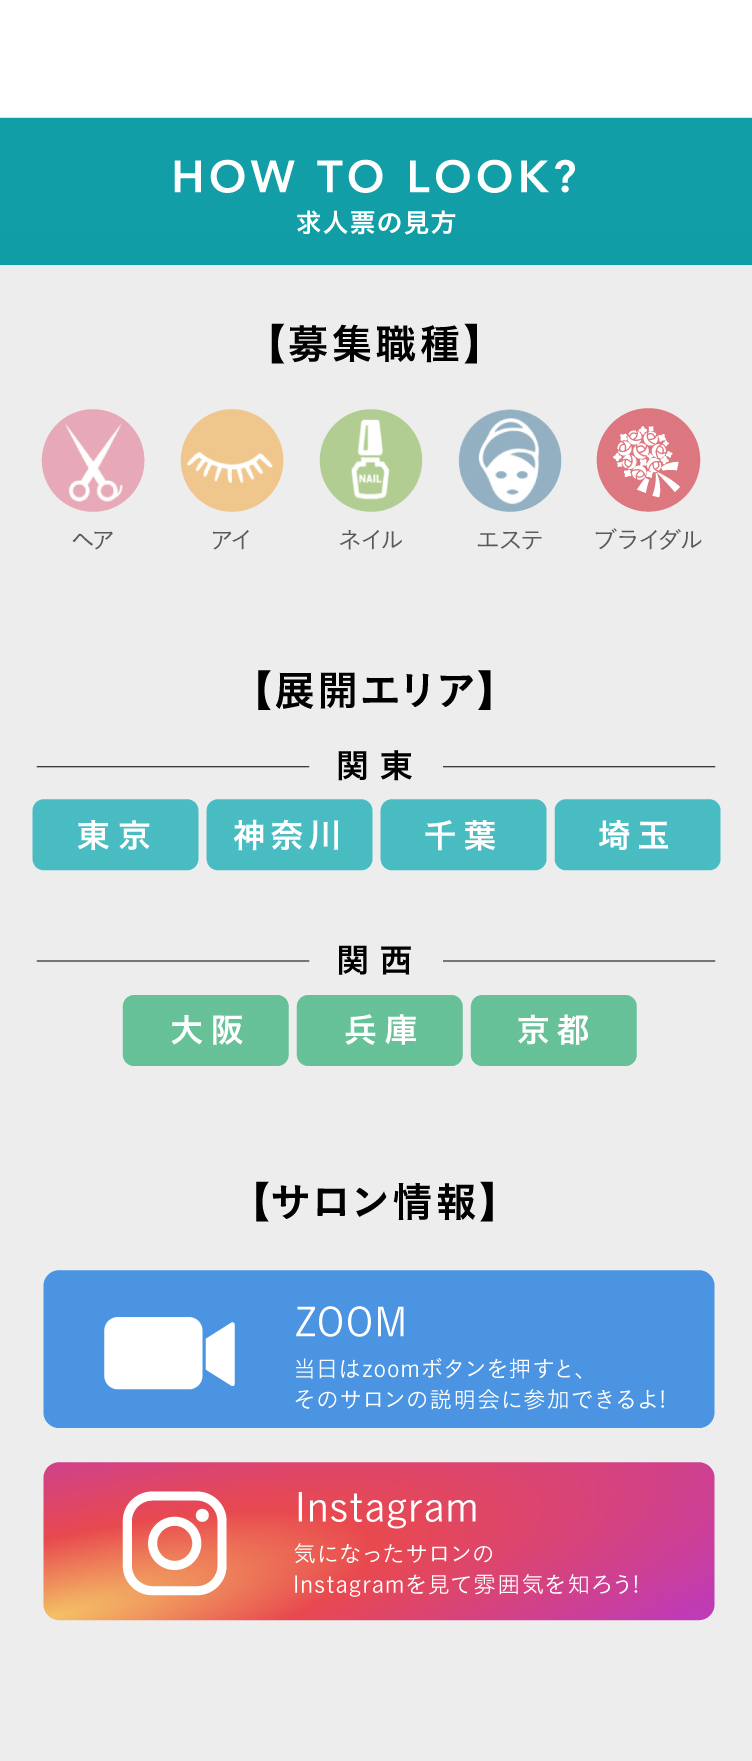 HOW TO LOOK?
求人票の見方
【募集職種】
NAIL
ヘア アイ ネイル エステ ブライダル
【展開エリア】
関東
東京 神奈川 千葉 埼玉
関西
大阪 兵庫 京都
【サロン情報】
ZOOM
当日はzoomボタンを押すと、
そのサロンの説明会に参加できるよ!
Instagram
気になったサロンの
Instagramを見て雰囲気を知ろう!